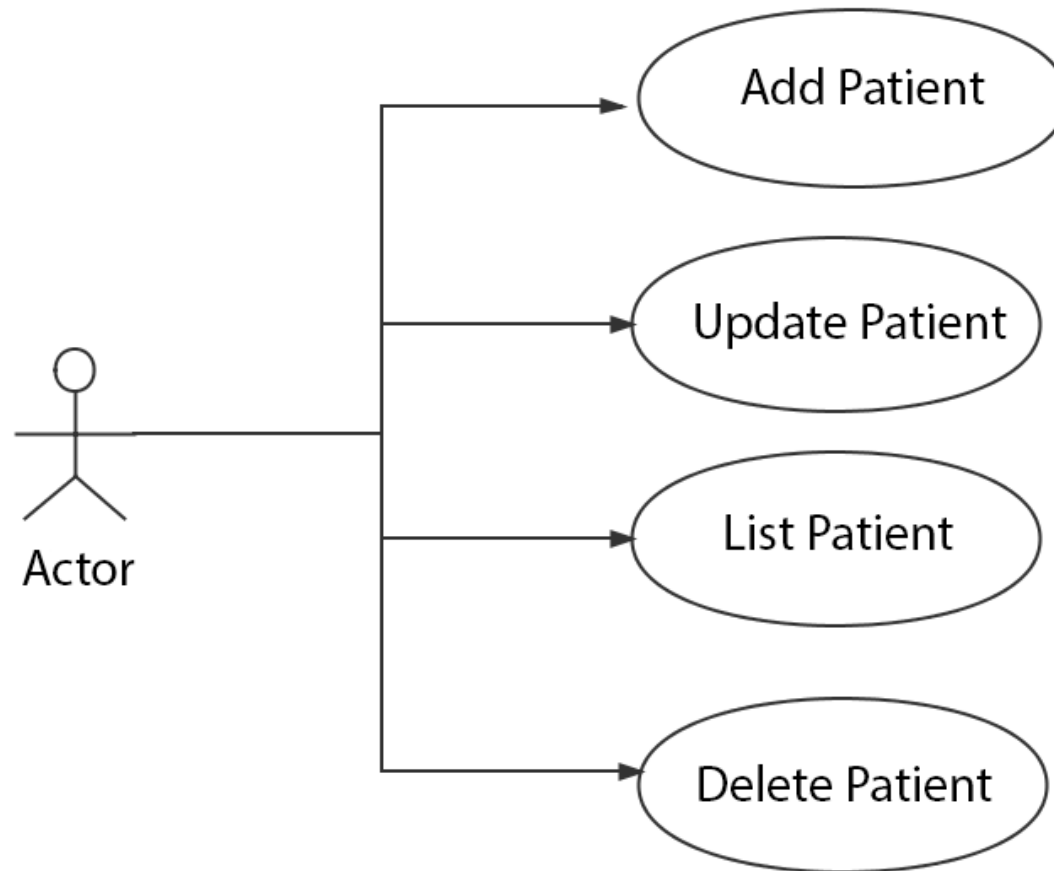 Add Patient
Update Patient
List Patient
Actor
Delete Patient